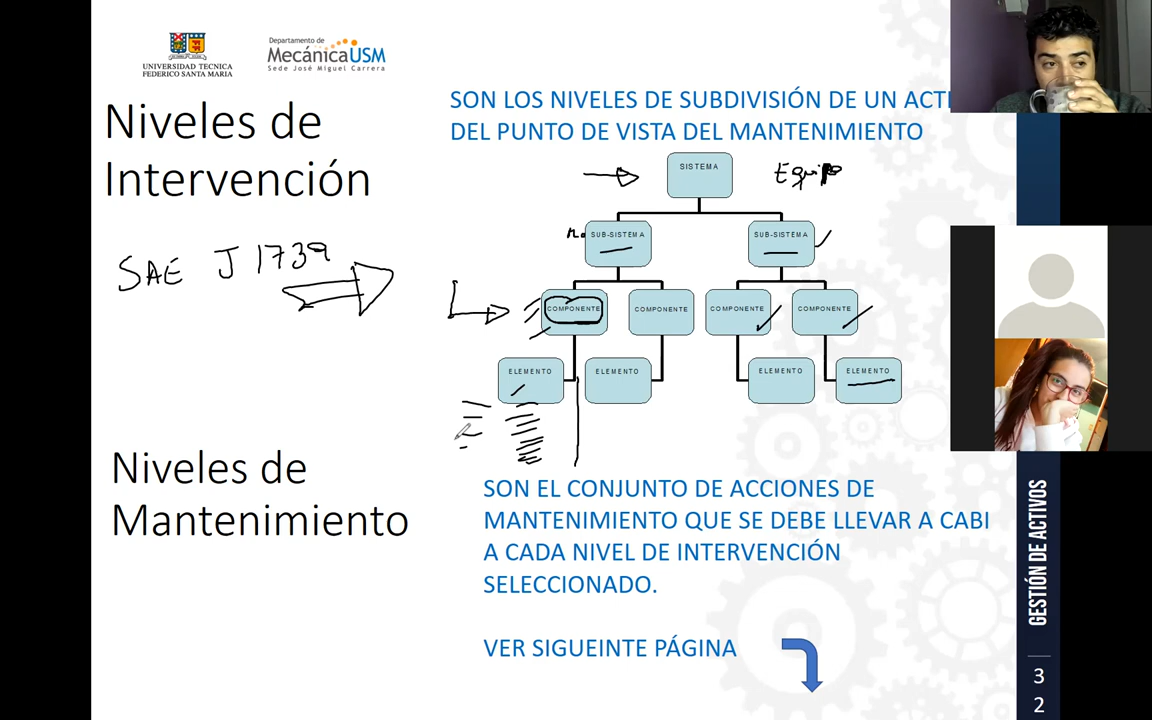 UNIVERSIDAD TECNICA
FEDERICO SANTA MARIA
Departamento de
MecánicaUSM
Sede José Miguel Carrera
Niveles de
Intervención
SAE J 1739
SON LOS NIVELES DE SUBDIVISIÓN DE UN ACTI
DEL PUNTO DE VISTA DEL MANTENIMIENTO
SISTEMA
Equipo
SUB-SISTEMA SUB-SISTEMA
COMPONENTE COMPONENTE COMPONENTE COMPONENTE
ELEMENTO ELEMENTO ELEMENTO ELEMENTO
Niveles de
Mantenimiento
SON EL CONJUNTO DE ACCIONES DE
MANTENIMIENTO QUE SE DEBE LLEVAR A CABI
A CADA NIVEL DE INTERVENCIÓN
SELECCIONADO.
VER SIGUEINTE PÁGINA
GESTIÓN DE ACTIVOS
3
2